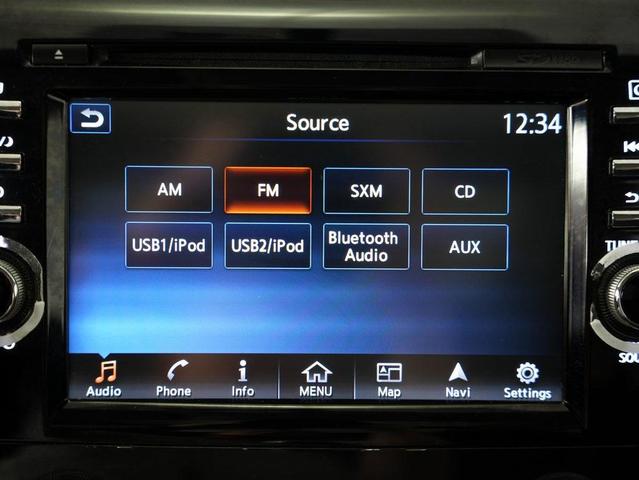 Source
12:34
AM
FM
SXM
CD
USB1/iPod
USB2/iPod
Bluetooth
Audio
AUX
Audio
Phone
Info
MENU
Map
Navi
Settings